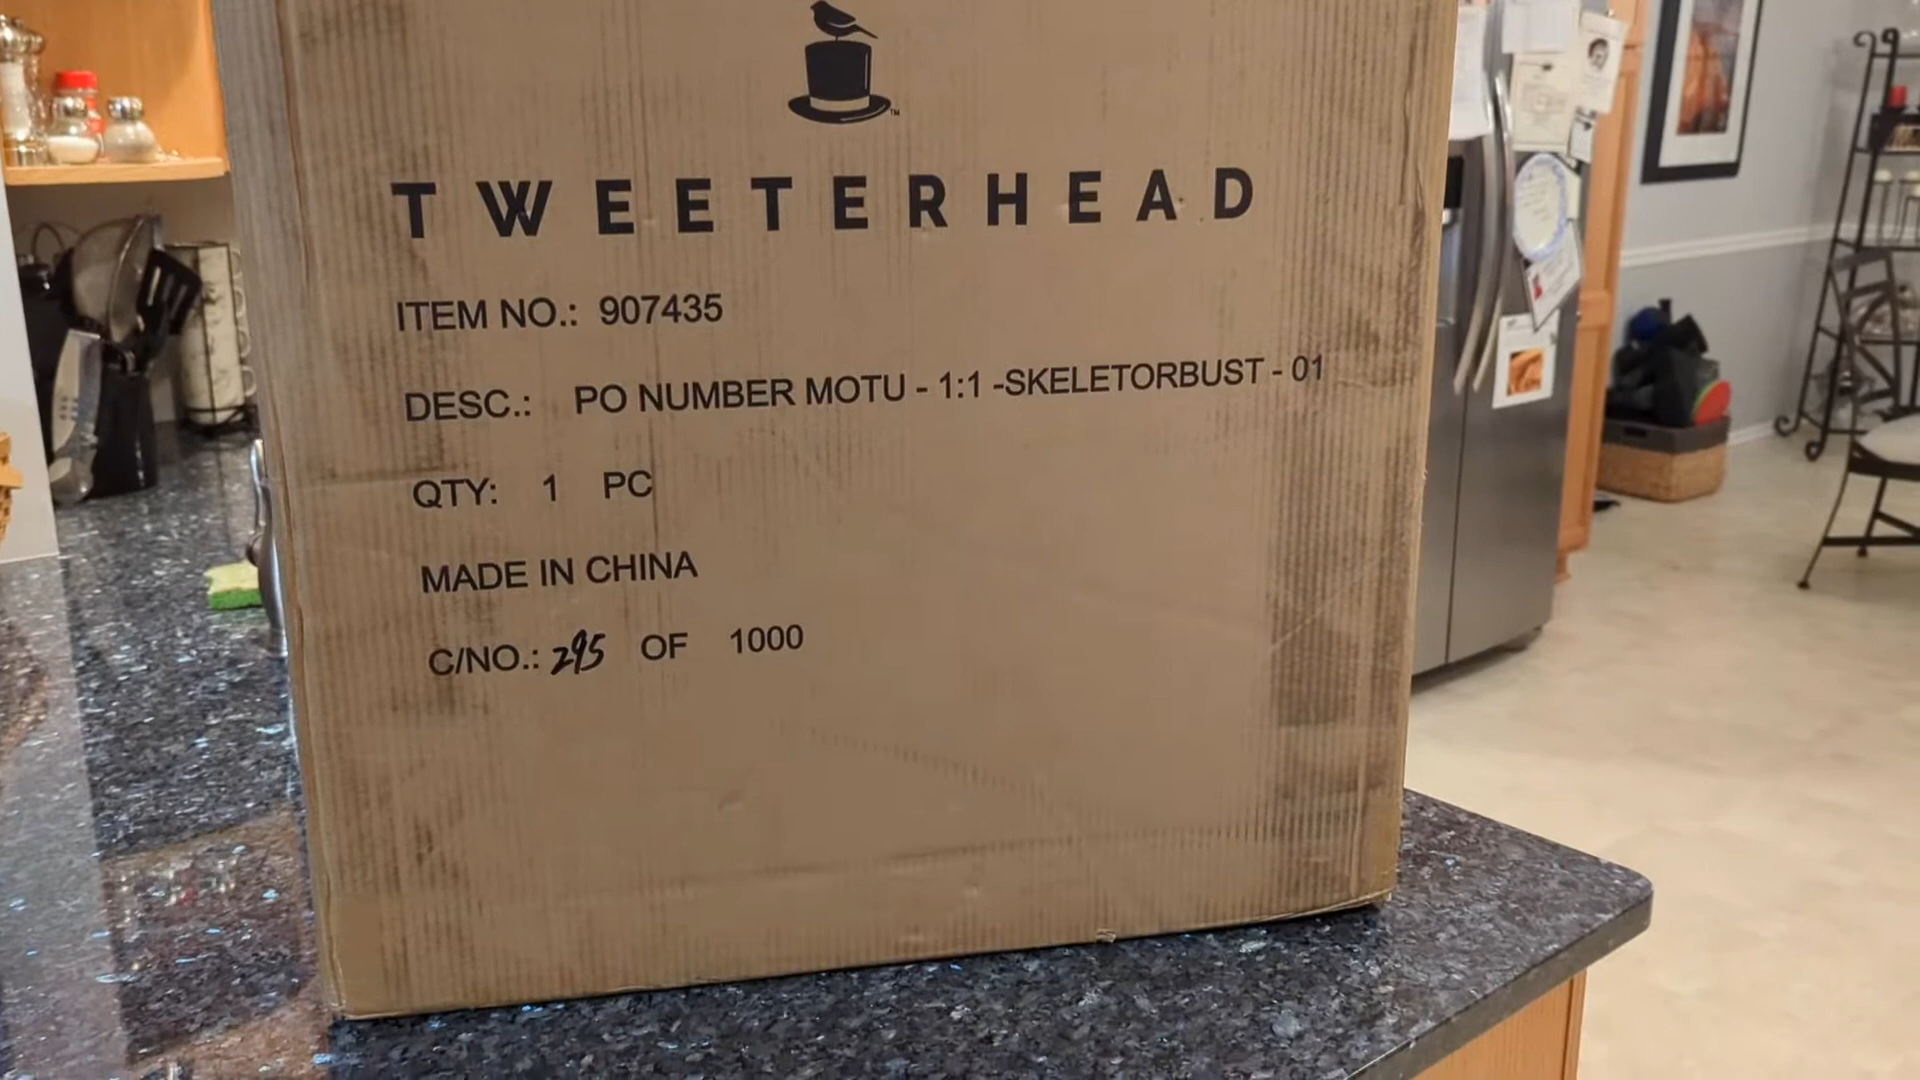 TM
TWEETERHEAD
ITEM NO.: 907435
DESC.: PO NUMBER MOTU - 1:1 -SKELETORBUST - 01
QTY: 1 PC
MADE IN CHINA
C/NO.: 295 OF 1000